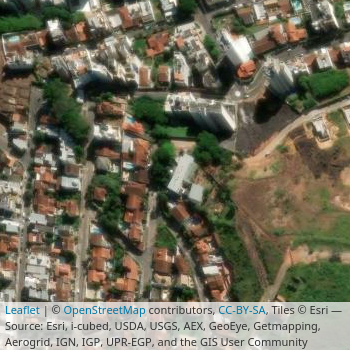 Leaflet | © OpenStreetMap contributors, CC-BY-SA, Tiles © Esri —
Source: Esri, i-cubed, USDA, USGS, AEX, GeoEye, Getmapping,
Aerogrid, IGN, IGP, UPR-EGP, and the GIS User Community